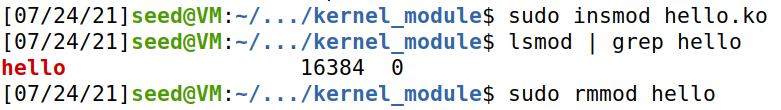 [07/24/21]seed@VM:~/.../kernel_module$ sudo insmod hello.ko
[07/24/21]seed@VM:~/.../kernel_module$ lsmod | grep hello
hello                  16384  0
[07/24/21]seed@VM:~/.../kernel_module$ sudo rmmod hello